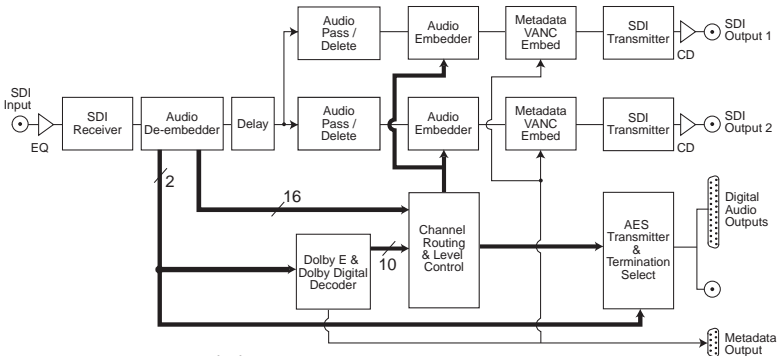 Audio
Pass /
Delete
Audio
Embedder
Metadata
VANC
Embed
SDI
Transmitter
CD
SDI
Output 1
SDI
Input
EQ
SDI
Receiver
Audio
De-embedder
Delay
Audio
Pass /
Delete
Audio
Embedder
Metadata
VANC
Embed
SDI
Transmitter
CD
SDI
Output 2
2
16
10
Dolby E &
Dolby Digital
Decoder
Channel
Routing
& Level
Control
AES
Transmitter
&
Termination
Select
Digital
Audio
Outputs
Metadata
Output